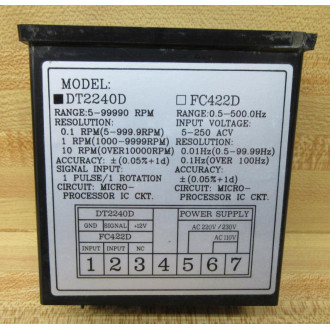 MODEL:
■DT2240D
RANGE:5-99990 RPM
RESOLUTION:
0.1 RPM(5-999.9RPM)
1 RPM(1000-9999RPM)
10 RPM(OVER10000RPM)
ACCURACY: ±(0.05%+1d)
SIGNAL INPUT:
1 PULSE/1 ROTATION
CIRCUIT: MICRO-
PROCESSOR IC CKT.
□FC422D
RANGE:0.5-500.0Hz
INPUT VOLTAGE:
5-250 ACV
RESOLUTION:
0.01Hz(0.5-99.99Hz)
0.1Hz(OVER 100Hz)
ACCURACY:
±(0.05%+1d)
CIRCUIT: MICRO-
PROCESSOR IC CKT.
DT2240D POWER SUPPLY
GND SIGNAL +12V AC 220V/230V
FC422D AC 110V
INPUT INPUT NC
1 2 3 4 5 6 7